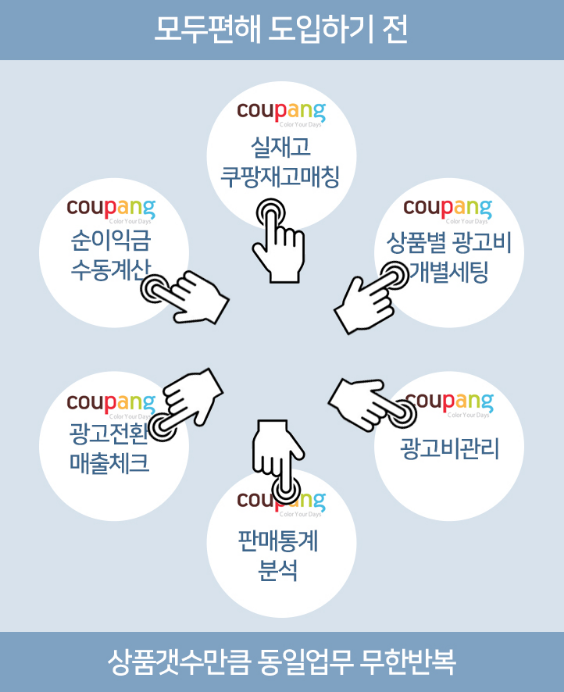 모두편해 도입하기 전
coupang
Color Your Days
실재고
쿠팡재고매칭
coupang
Color Your Days
순이익금
수동계산
coupang
Color Your Days
상품별 광고비
개별세팅
coupang
Color Your Days
광고전환
매출체크
coupang
Color Your Days
광고비관리
coupang
Color Your Days
판매통계
분석
상품갯수만큼 동일업무 무한반복